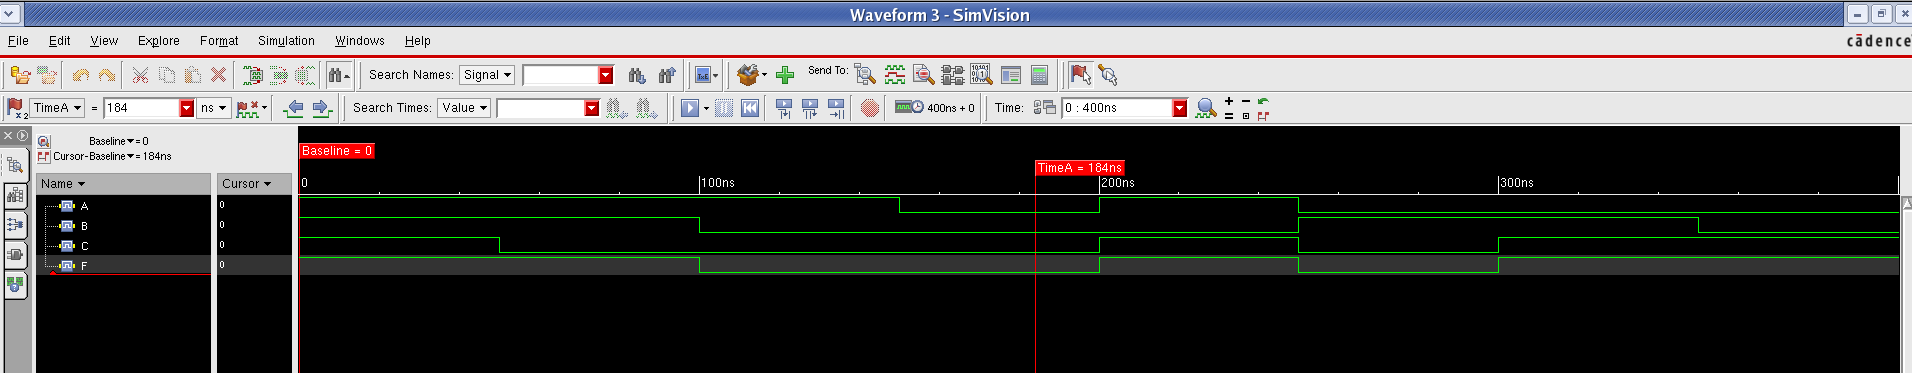 Waveform 3 - SimVision
File Edit View Explore Format Simulation Windows Help
cādence
Search Names: Signal Send To:
TimeA = 184 ns Search Times: Value 400ns + 0 Time: 0 : 400ns
Baseline = 0
Cursor-Baseline = 184ns
Baseline = 0
TimeA = 184ns
Name Cursor 0 100ns 200ns 300ns
A 0
B 0
C 0
F 0